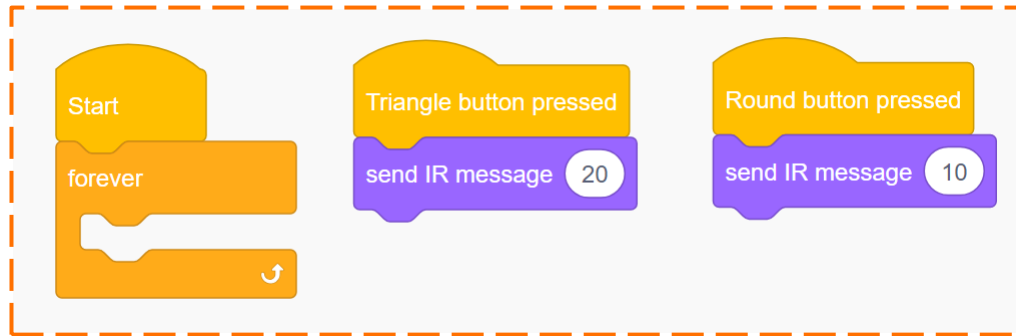 Start
forever
Triangle button pressed
send IR message 20
Round button pressed
send IR message 10